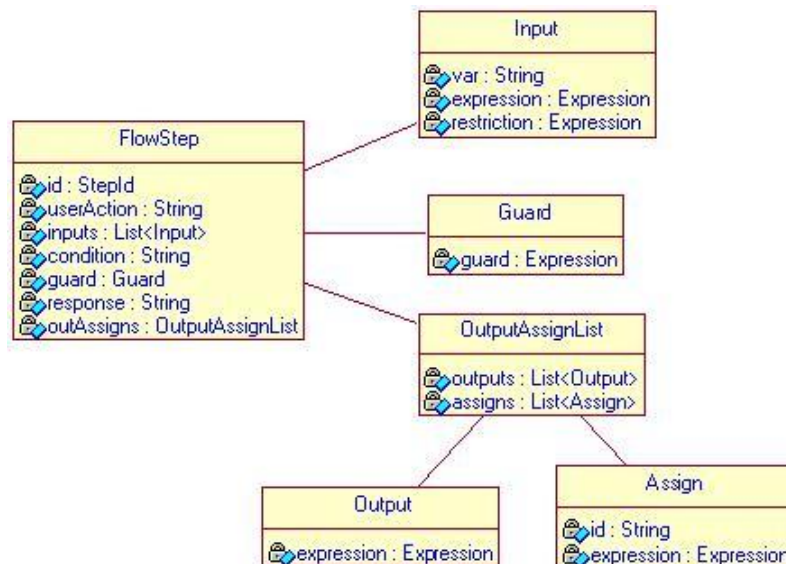 Input
var : String
expression : Expression
restriction : Expression
FlowStep
id : StepId
userAction : String
inputs : List<Input>
condition : String
guard : Guard
response : String
outAssigns : OutputAssignList
Guard
guard : Expression
OutputAssignList
outputs : List<Output>
assigns : List<Assign>
Output
expression : Expression
Assign
id : String
expression : Expression